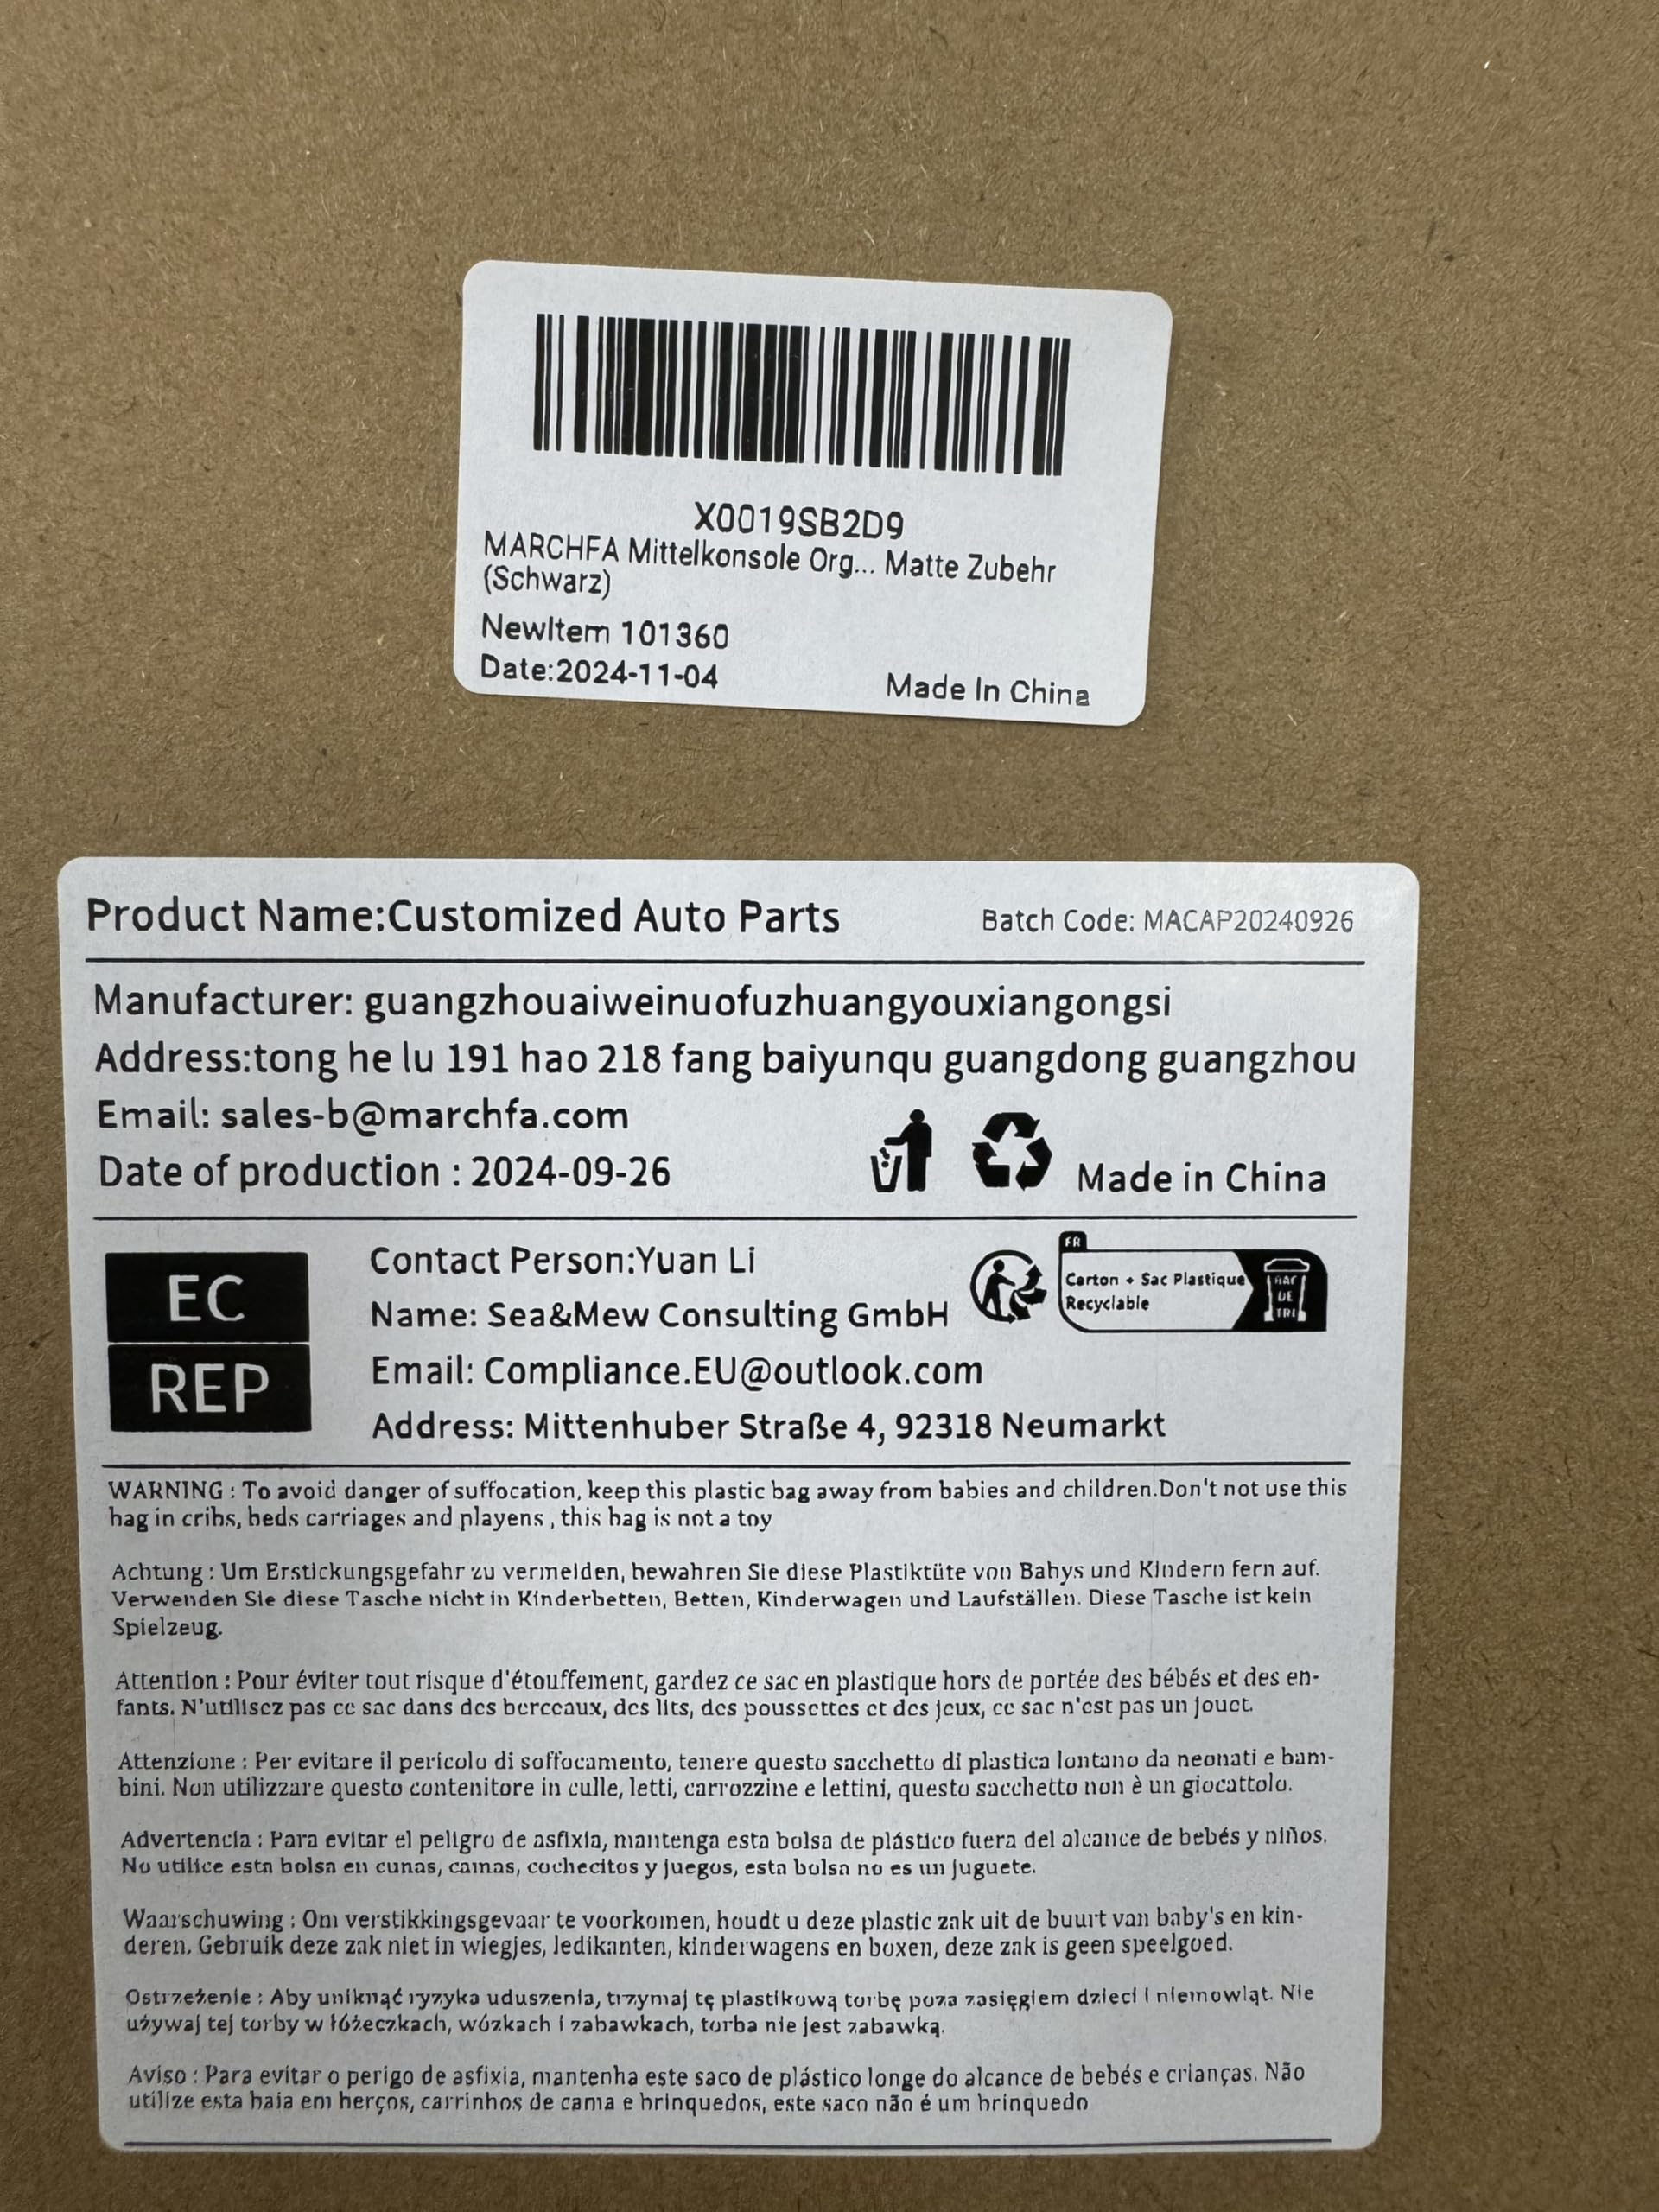 X0019SB2D9
MARCHFA Mittelkonsole Org... Matte Zubehr
(Schwarz)
NewItem 101360
Date:2024-11-04
Made In China
Product Name:Customized Auto Parts
Batch Code: MACAP20240926
Manufacturer: guangzhouaiweinuofuzhuangyouxiangongsi
Address:tong he lu 191 hao 218 fang baiyunqu guangdong guangzhou
Email: sales-b@marchfa.com
Date of production : 2024-09-26
Made in China
EC
REP
Contact Person:Yuan Li
Name: Sea&Mew Consulting GmbH
Email: Compliance.EU@outlook.com
Address: Mittenhuber Straße 4, 92318 Neumarkt
FR
Carton + Sac Plastique
Recyclable
BAC
DE
TRI
WARNING : To avoid danger of suffocation, keep this plastic bag away from babies and children.Don't not use this
bag in cribs, beds carriages and playens , this bag is not a toy
Achtung : Um Erstickungsgefahr zu vermeiden, bewahren Sie diese Plastiktüte von Babys und Kindern fern auf.
Verwenden Sie diese Tasche nicht in Kinderbetten, Betten, Kinderwagen und Laufställen. Diese Tasche ist kein
Spielzeug.
Attention : Pour éviter tout risque d'étouffement, gardez ce sac en plastique hors de portée des bébés et des en-
fants. N'utilisez pas ce sac dans des berceaux, des lits, des poussettes et des jeux, ce sac n'est pas un jouet.
Attenzione : Per evitare il pericolo di soffocamento, tenere questo sacchetto di plastica lontano da neonati e bam-
bini. Non utilizzare questo contenitore in culle, letti, carrozzine e lettini, questo sacchetto non è un giocattolo.
Advertencia : Para evitar el peligro de asfixia, mantenga esta bolsa de plástico fuera del alcance de bebés y niños.
No utilice esta bolsa en cunas, camas, cochecitos y juegos, esta bolsa no es un juguete.
Waarschuwing : Om verstikkingsgevaar te voorkomen, houdt u deze plastic zak uit de buurt van baby's en kin-
deren. Gebruik deze zak niet in wiegjes, ledikanten, kinderwagens en boxen, deze zak is geen speelgoed.
Ostrzeżenie : Aby uniknąć ryzyka uduszenia, trzymaj tę plastikową torbę poza zasięgiem dzieci i niemowląt. Nie
używaj tej torby w łóżeczkach, wózkach i zabawkach, torba nie jest zabawką.
Aviso : Para evitar o perigo de asfixia, mantenha este saco de plástico longe do alcance de bebés e crianças. Não
utilize esta baia em berços, carrinhos de cama e brinquedos, este saco não é um brinquedo